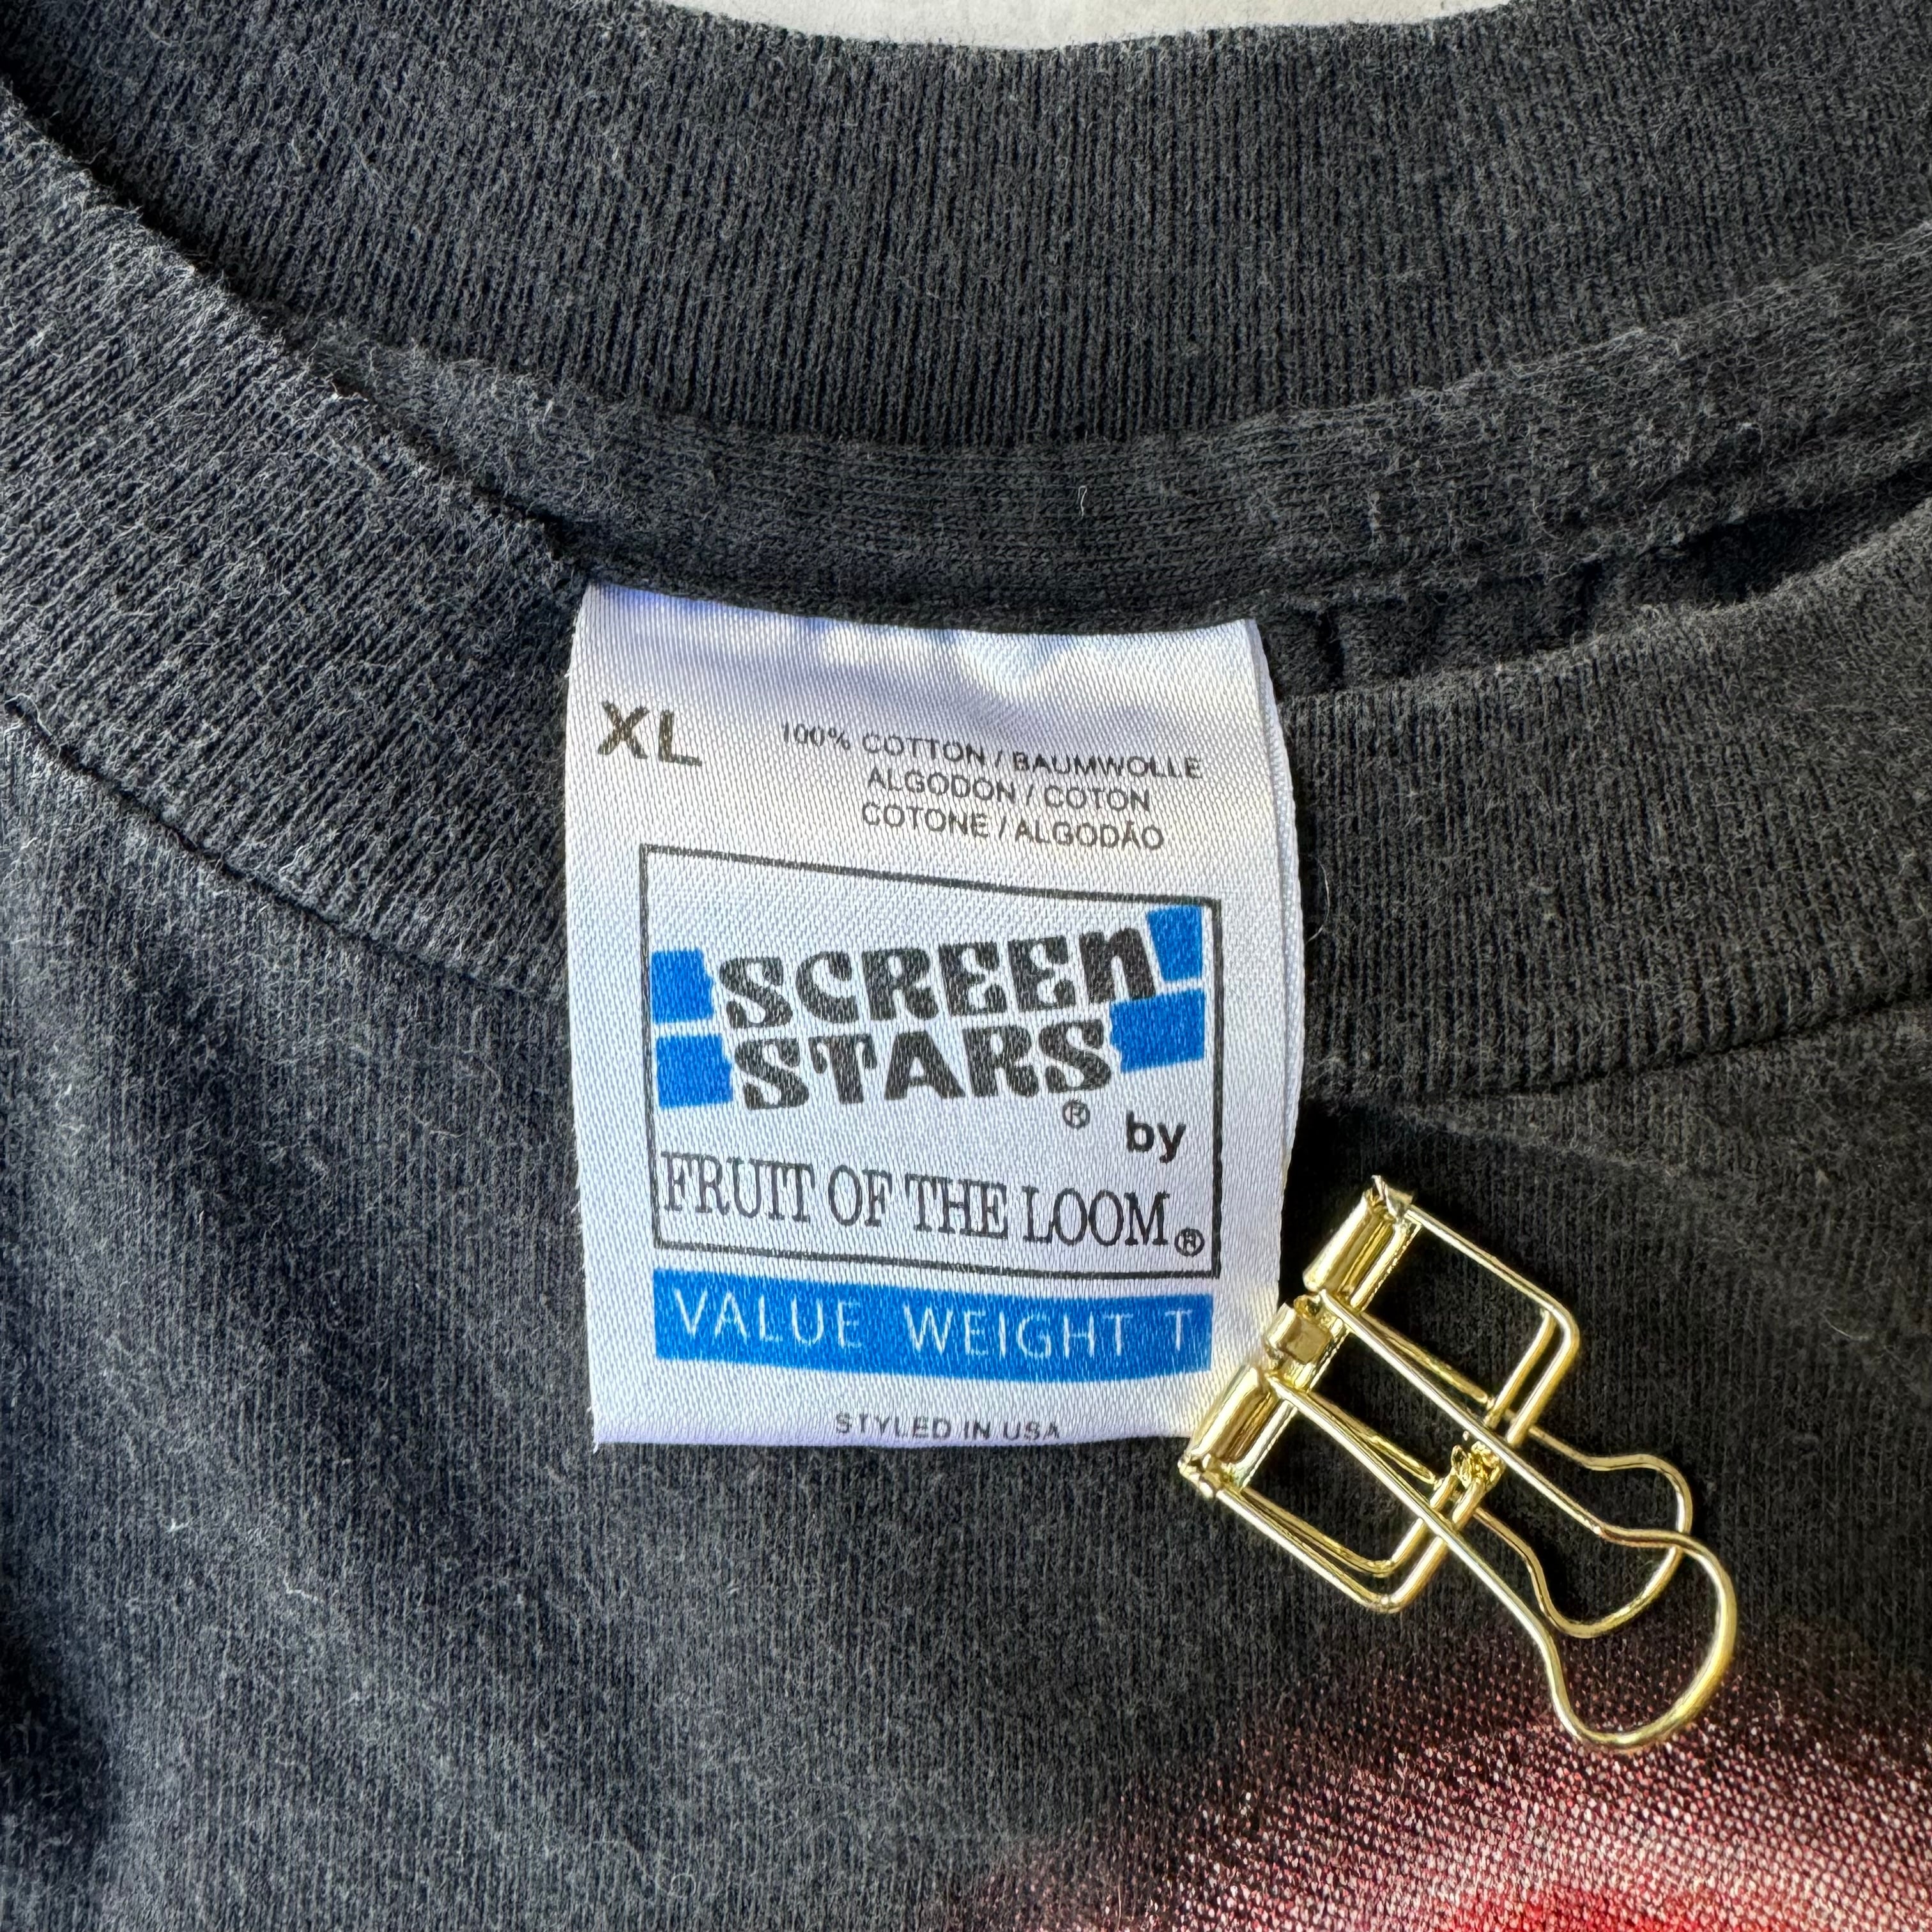 XL
100% COTTON / BAUMWOLLE
ALGODON / COTON
COTONE / ALGODÃO
SCREEN
STARS
® by
FRUIT OF THE LOOM®
VALUE WEIGHT T
STYLED IN USA